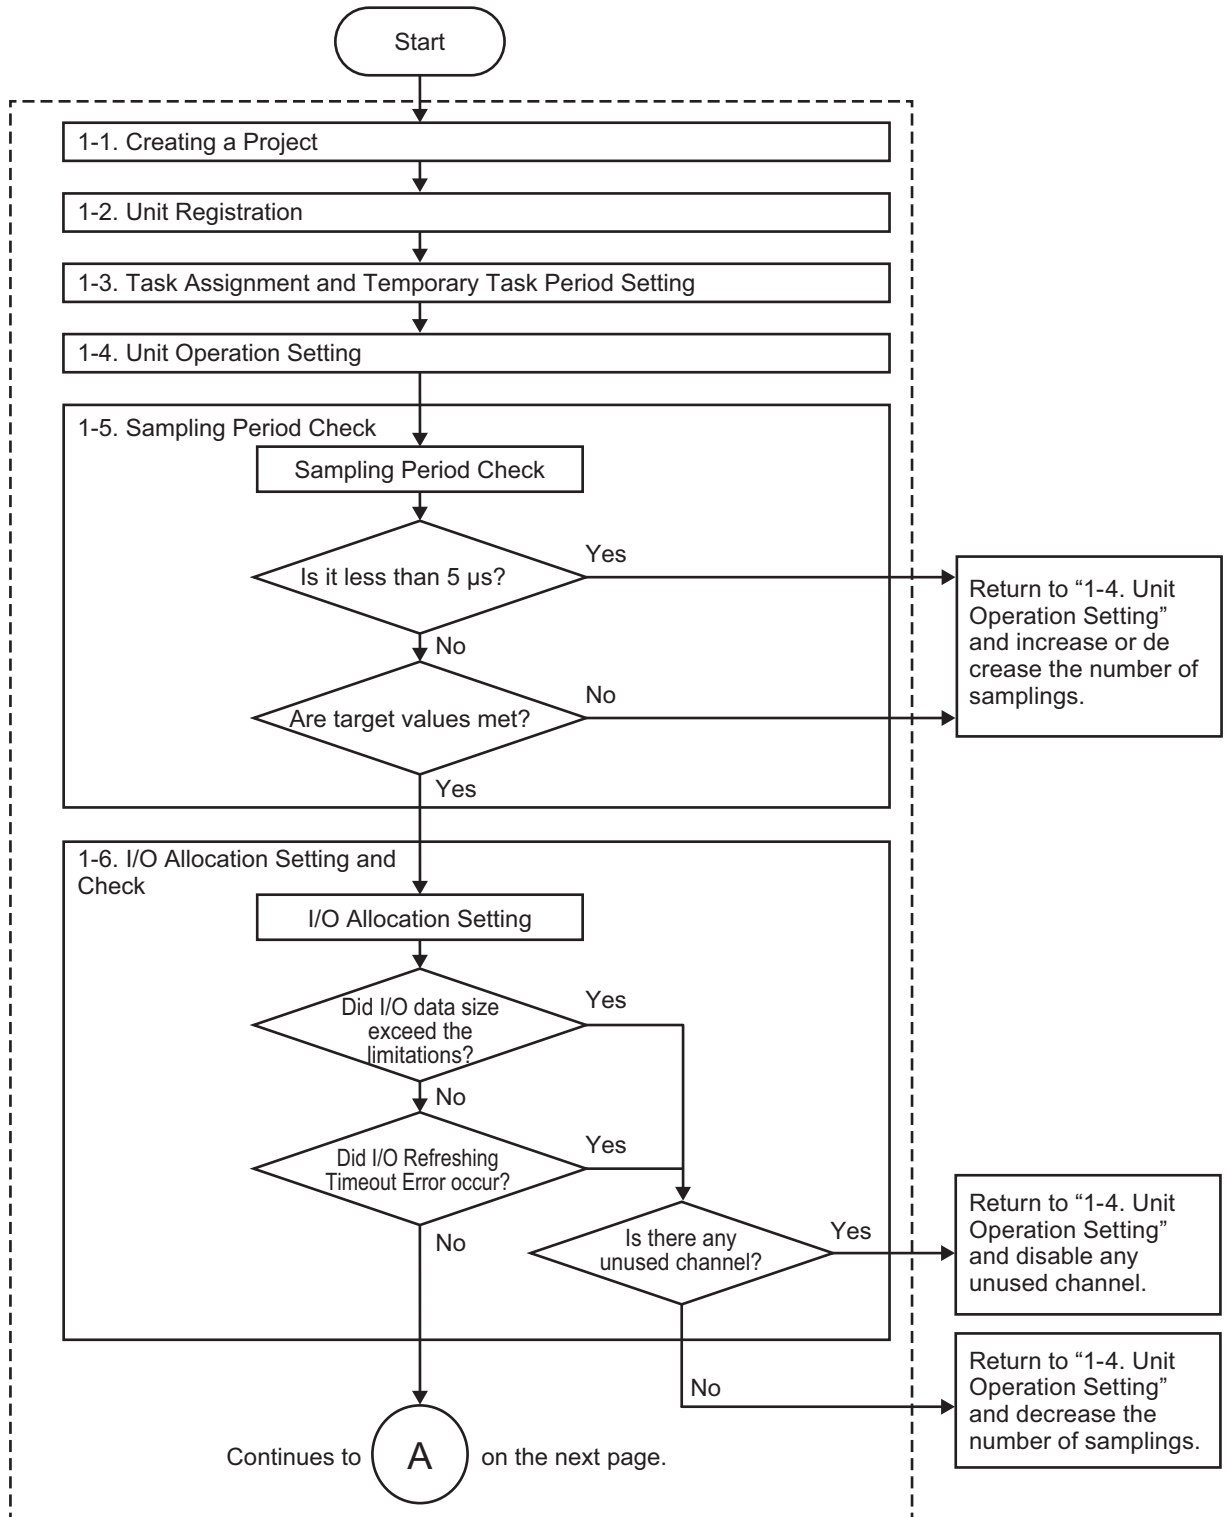 Start
1-1. Creating a Project
1-2. Unit Registration
1-3. Task Assignment and Temporary Task Period Setting
1-4. Unit Operation Setting
1-5. Sampling Period Check
Sampling Period Check
Is it less than 5 µs?
Yes
No
Return to “1-4. Unit
Operation Setting”
and increase or de
crease the number of
samplings.
Are target values met?
No
Yes
1-6. I/O Allocation Setting and
Check
I/O Allocation Setting
Did I/O data size
exceed the
limitations?
Yes
No
Did I/O Refreshing
Timeout Error occur?
Yes
No
Is there any
unused channel?
Yes
Return to “1-4. Unit
Operation Setting”
and disable any
unused channel.
No
Return to “1-4. Unit
Operation Setting”
and decrease the
number of samplings.
Continues to A on the next page.